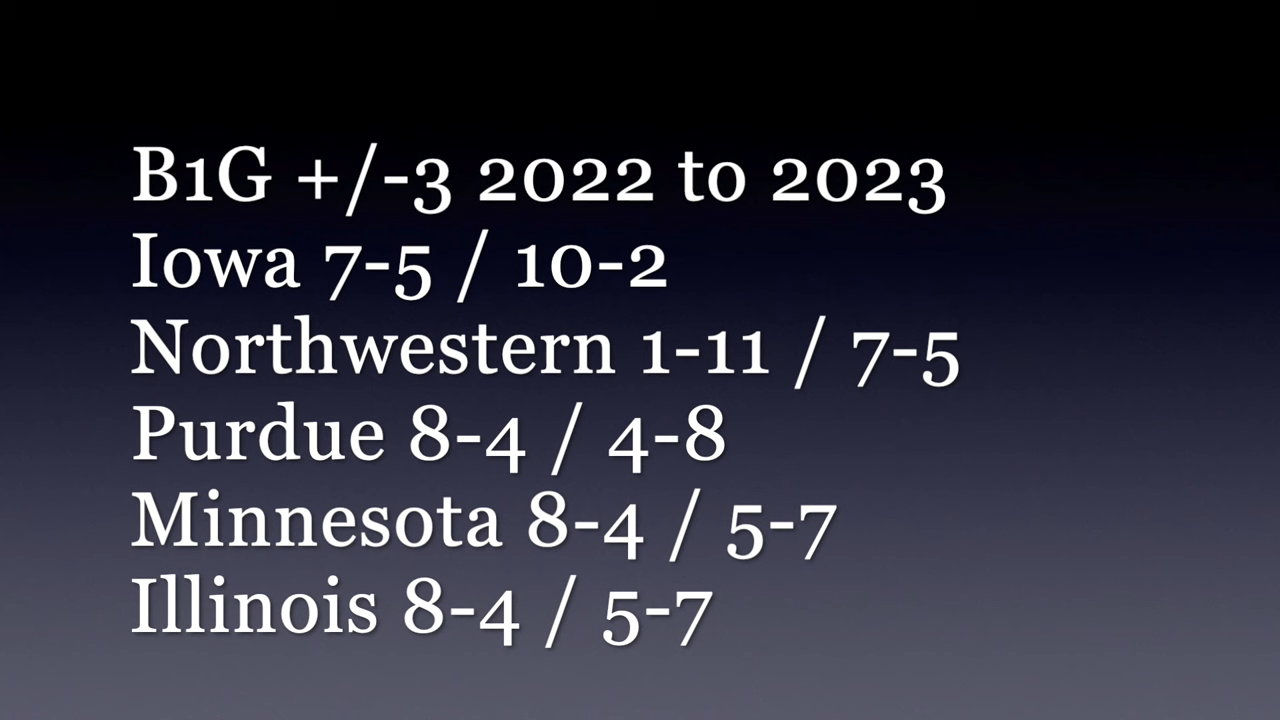 B1G +/-3 2022 to 2023
Iowa 7-5 / 10-2
Northwestern 1-11 / 7-5
Purdue 8-4 / 4-8
Minnesota 8-4 / 5-7
Illinois 8-4 / 5-7